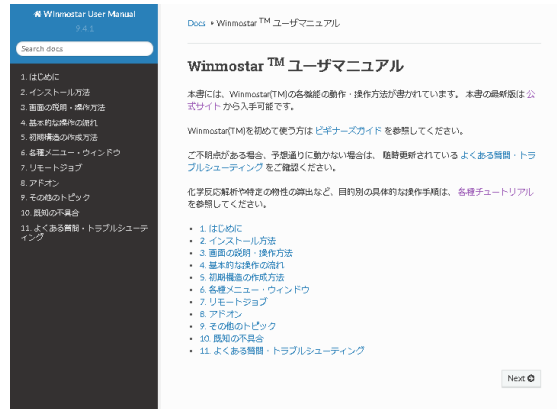 Winmostar User Manual
9.4.1
Search docs
1. はじめに
2. インストール方法
3. 画面の説明・操作方法
4. 基本的な操作の流れ
5. 初期構造の作成方法
6. 各種メニュー・ウィンドウ
7. リモートジョブ
8. アドオン
9. その他のトピック
10. 既知の不具合
11. よくある質問・トラブルシューテ
ィング
Docs » Winmostar TM ユーザマニュアル
Winmostar TM ユーザマニュアル
本書には、Winmostar(TM)の各機能の動作・操作方法が書かれています。 本書の最新版は 公
式サイト から入手可能です。
Winmostar(TM)を初めて使う方は ビギナーズガイド を参照してください。
ご不明点がある場合、予想通りに動かない場合は、 随時更新されている よくある質問・トラ
ブルシューティング をご確認ください。
化学反応解析や特定の物性の算出など、目的別の具体的な操作手順は、 各種チュートリアル
を参照してください。
• 1. はじめに
• 2. インストール方法
• 3. 画面の説明・操作方法
• 4. 基本的な操作の流れ
• 5. 初期構造の作成方法
• 6. 各種メニュー・ウィンドウ
• 7. リモートジョブ
• 8. アドオン
• 9. その他のトピック
• 10. 既知の不具合
• 11. よくある質問・トラブルシューティング
Next